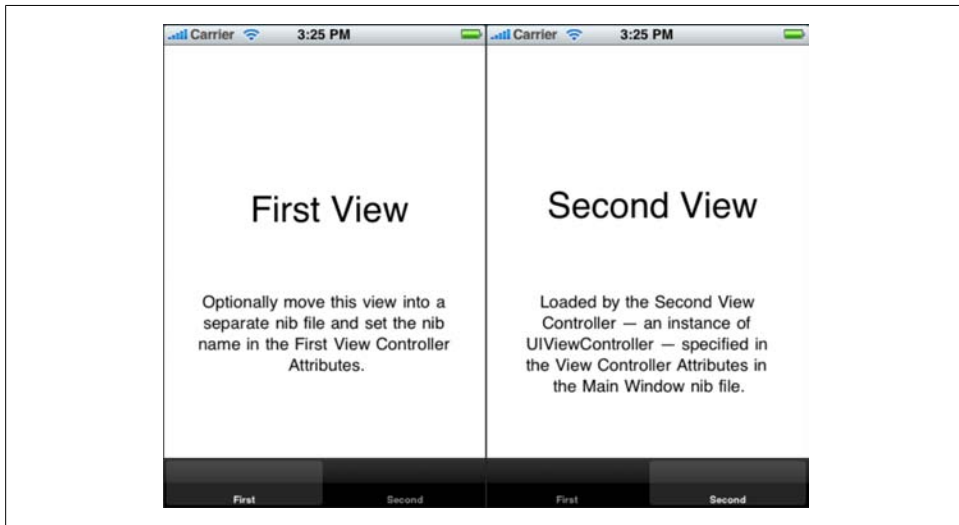 Carrier 3:25 PM
First View
Optionally move this view into a
separate nib file and set the nib
name in the First View Controller
Attributes.
First Second
Carrier 3:25 PM
Second View
Loaded by the Second View
Controller — an instance of
UIViewController — specified in
the View Controller Attributes in
the Main Window nib file.
First Second